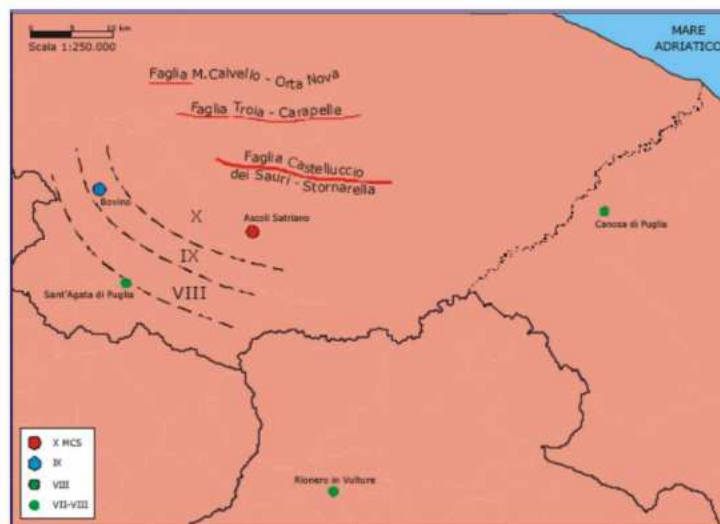 0 5 10 km
Scala 1:250.000
MARE
ADRIATICO
Faglia M.Calvello - Orta Nova
Faglia Troia - Carapelle
Faglia Castelluccio
dei Sauri - Stornarella
Bovino
X
Ascoli Satriano
Canosa di Puglia
IX
VIII
Sant'Agata di Puglia
X MCS
IX
VIII
VII-VIII
Rionero in Vulture